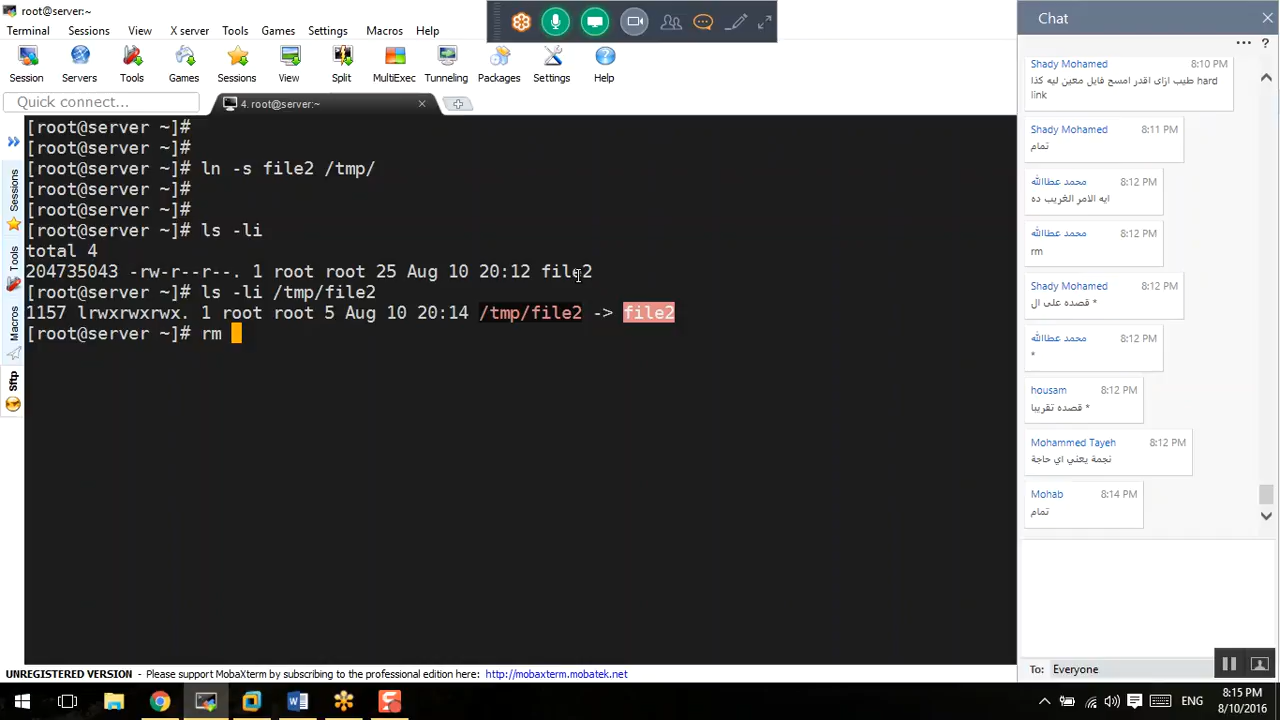 root@server:~
Terminal Sessions View X server Tools Games Settings Macros Help
Session Servers Tools Games Sessions View Split MultiExec Tunneling Packages Settings Help
Quick connect...
4. root@server:~
Sessions
Tools
Macros
Sftp
[root@server ~]#
[root@server ~]#
[root@server ~]# ln -s file2 /tmp/
[root@server ~]#
[root@server ~]#
[root@server ~]# ls -li
total 4
204735043 -rw-r--r--. 1 root root 25 Aug 10 20:12 file2
[root@server ~]# ls -li /tmp/file2
1157 lrwxrwxrwx. 1 root root 5 Aug 10 20:14 /tmp/file2 -> file2
[root@server ~]# rm
Chat
Shady Mohamed 8:10 PM
طيب ازاى اقدر امسح فايل معين ليه كذا hard
link
Shady Mohamed 8:11 PM
تمام
محمد عطاالله 8:12 PM
ايه الامر الغريب ده
محمد عطاالله 8:12 PM
rm
Shady Mohamed 8:12 PM
قصده على ال *
محمد عطاالله 8:12 PM
*
housam 8:12 PM
قصده تقريبا *
Mohammed Tayeh 8:12 PM
نجمة يعني اي حاجة
Mohab 8:14 PM
تمام
To: Everyone
UNREGISTERED VERSION - Please support MobaXterm by subscribing to the professional edition here: http://mobaxterm.mobatek.net
ENG
8:15 PM
8/10/2016